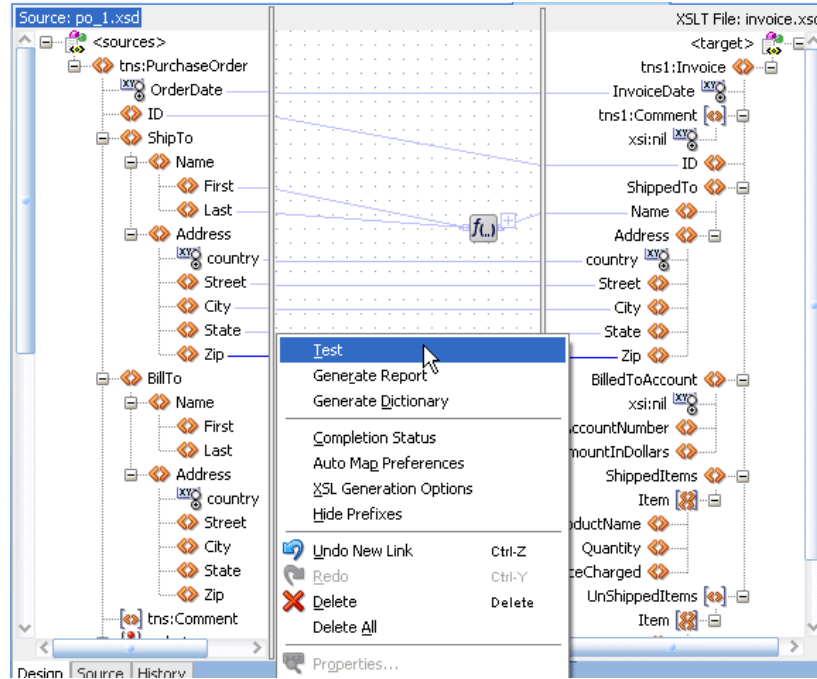 Source: po_1.xsd
<sources>
tns:PurchaseOrder
OrderDate
ID
ShipTo
Name
First
Last
Address
country
Street
City
State
Zip
BillTo
Name
First
Last
Address
country
Street
City
State
Zip
tns:Comment
Design
Source
History
f(..)
Test
Generate Report
Generate Dictionary
Completion Status
Auto Map Preferences
XSL Generation Options
Hide Prefixes
Undo New Link Ctrl-Z
Redo Ctrl-Y
Delete Delete
Delete All
Properties...
XSLT File: invoice.xsd
<target>
tns1:Invoice
InvoiceDate
tns1:Comment
xsi:nil
ID
ShippedTo
Name
Address
country
Street
City
State
Zip
BilledToAccount
xsi:nil
ccountNumber
mountInDollars
ShippedItems
Item
ductName
Quantity
ceCharged
UnShippedItems
Item